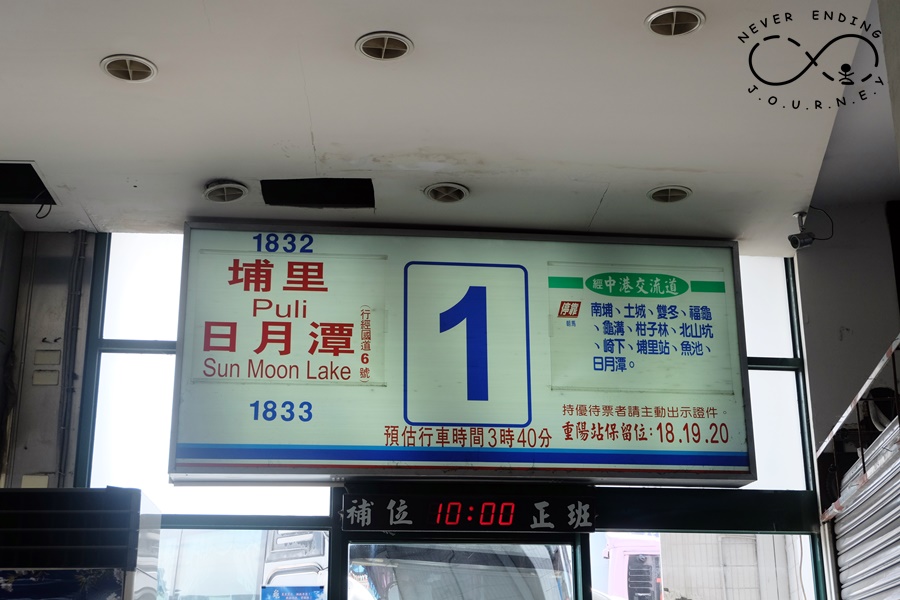 NEVER ENDING
J.O.U.R.N.E.Y
1832
埔里
Puli
日月潭
Sun Moon Lake
1833
(行經國道6號)
1
經中港交流道
停靠
南埔、土城、雙冬、福龜
、龜溝、柑子林、北山坑
、崎下、埔里站、魚池、
日月潭。
持優待票者請主動出示證件
預估行車時間3時40分
重陽站保留位:18.19.20
補位 10:00 正班